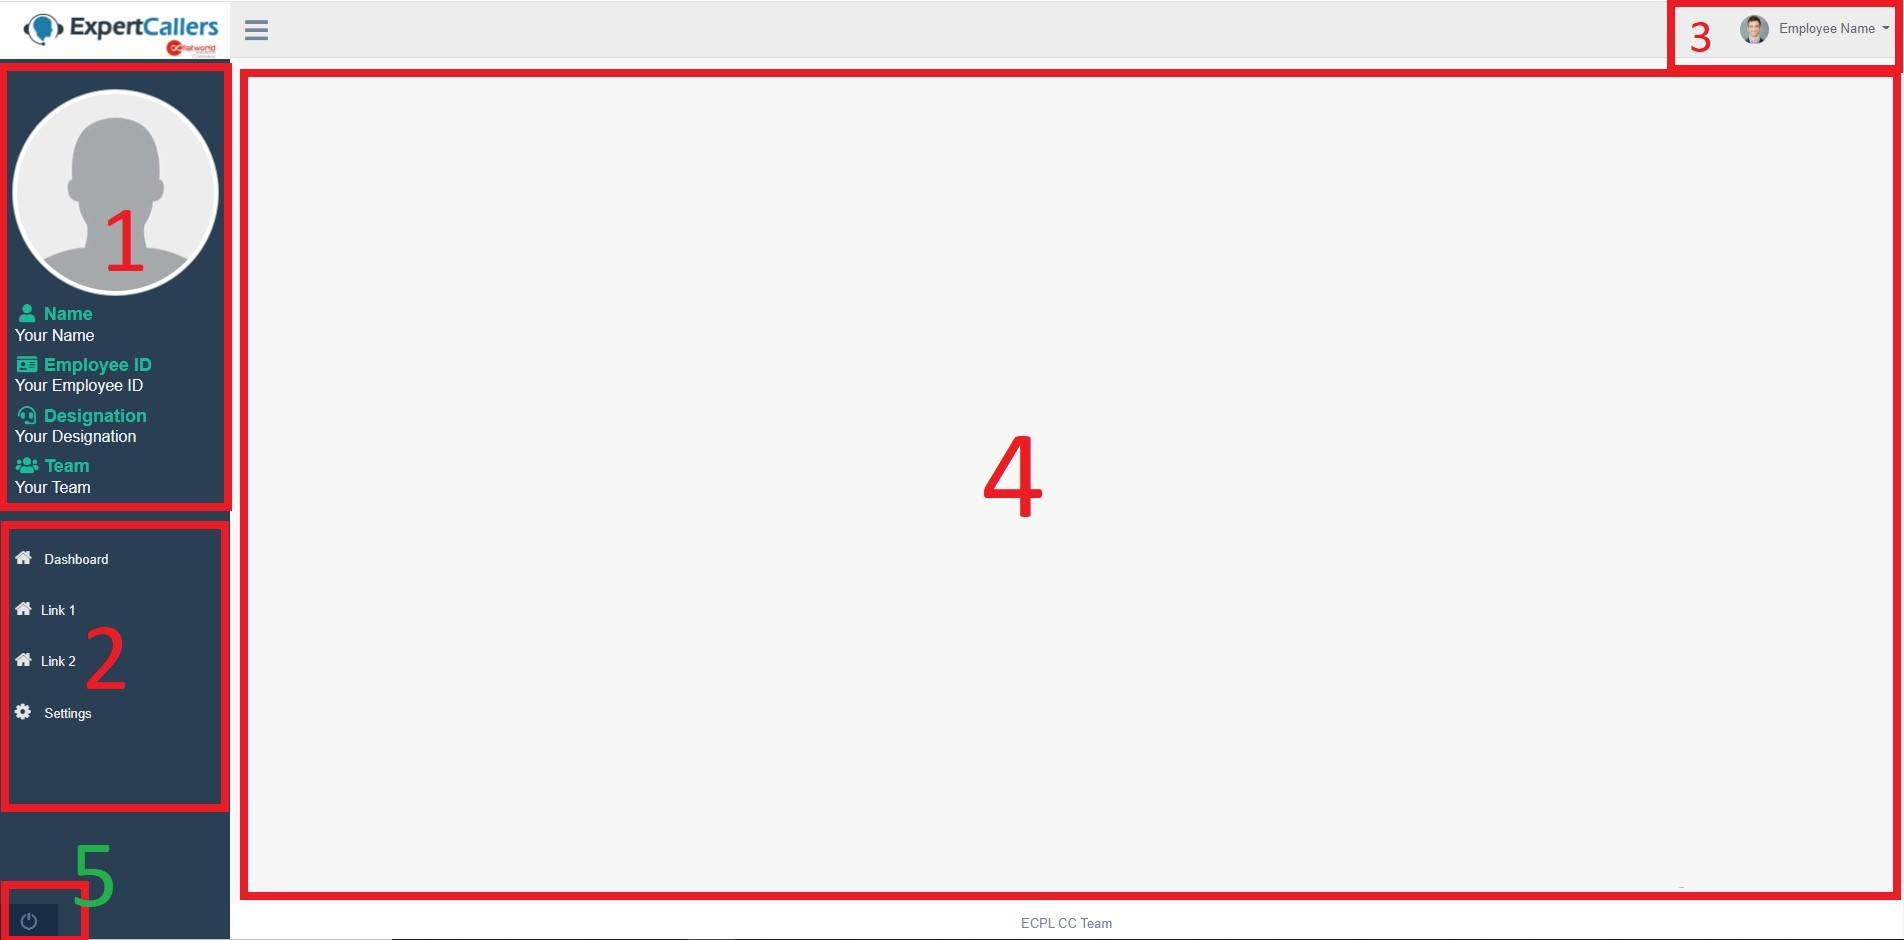 ExpertCallers
flatworld
3
Employee Name
1
Name
Your Name
Employee ID
Your Employee ID
Designation
Your Designation
Team
Your Team
4
Dashboard
Link 1
Link 2
2
Settings
5
ECPL CC Team